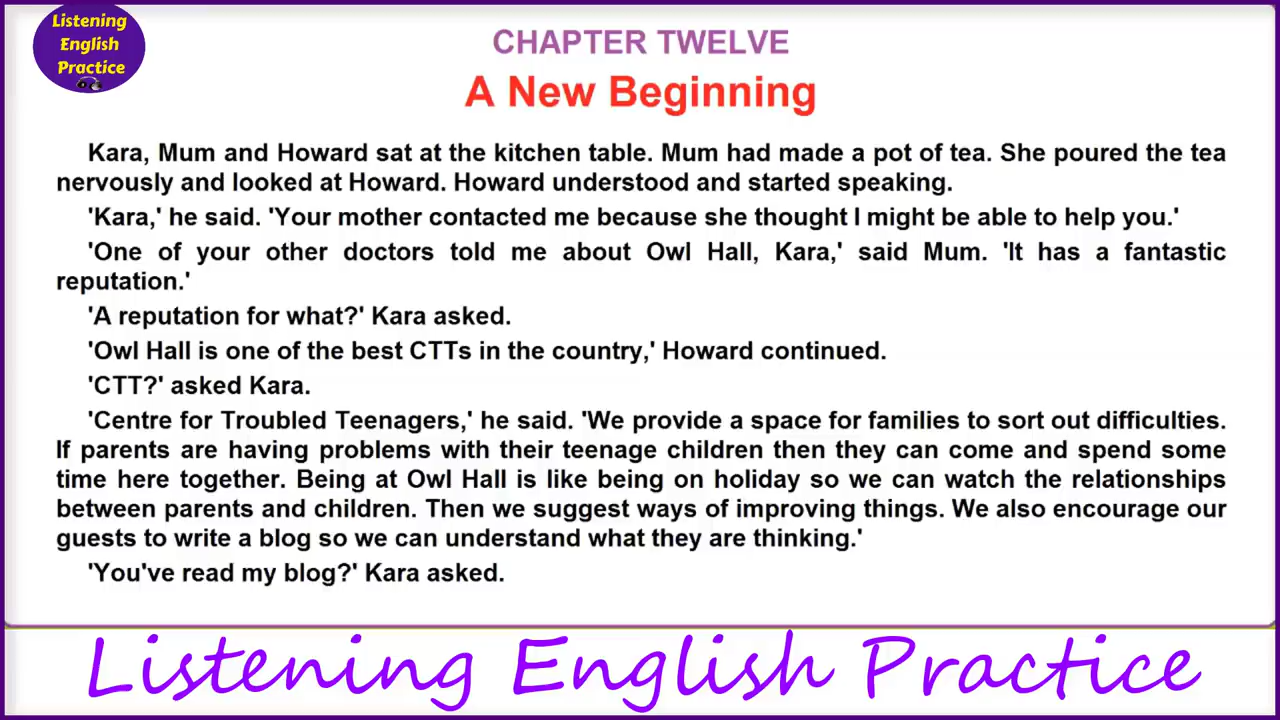 Listening
English
Practice
CHAPTER TWELVE
A New Beginning
Kara, Mum and Howard sat at the kitchen table. Mum had made a pot of tea. She poured the tea
nervously and looked at Howard. Howard understood and started speaking.
'Kara,' he said. 'Your mother contacted me because she thought I might be able to help you.'
'One of your other doctors told me about Owl Hall, Kara,' said Mum. 'It has a fantastic
reputation.'
'A reputation for what?' Kara asked.
'Owl Hall is one of the best CTTs in the country,' Howard continued.
'CTT?' asked Kara.
'Centre for Troubled Teenagers,' he said. 'We provide a space for families to sort out difficulties.
If parents are having problems with their teenage children then they can come and spend some
time here together. Being at Owl Hall is like being on holiday so we can watch the relationships
between parents and children. Then we suggest ways of improving things. We also encourage our
guests to write a blog so we can understand what they are thinking.'
'You've read my blog?' Kara asked.
Listening English Practice